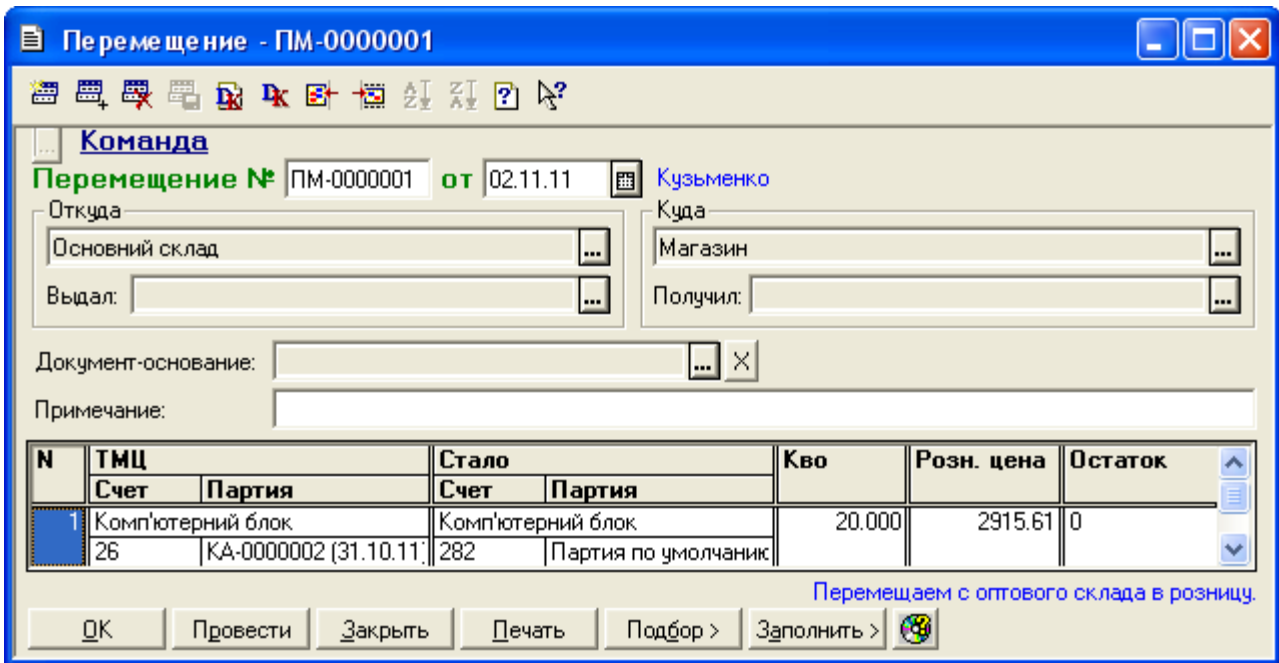 Перемещение - ПМ-0000001
... Команда
Перемещение № ПМ-0000001 от 02.11.11 Кузьменко
Откуда Куда
Основний склад ... Магазин ...
Выдал: ... Получил: ...
Документ-основание: ... X
Примечание:
N ТМЦ Стало Кво Розн. цена Остаток
Счет Партия Счет Партия
1 Комп'ютерний блок Комп'ютерний блок 20.000 2915.61 0
26 КА-0000002 (31.10.11) 282 Партия по умолчаник
Перемещаем с оптового склада в розницу.
OK Провести Закрыть Печать Подбор > Заполнить >